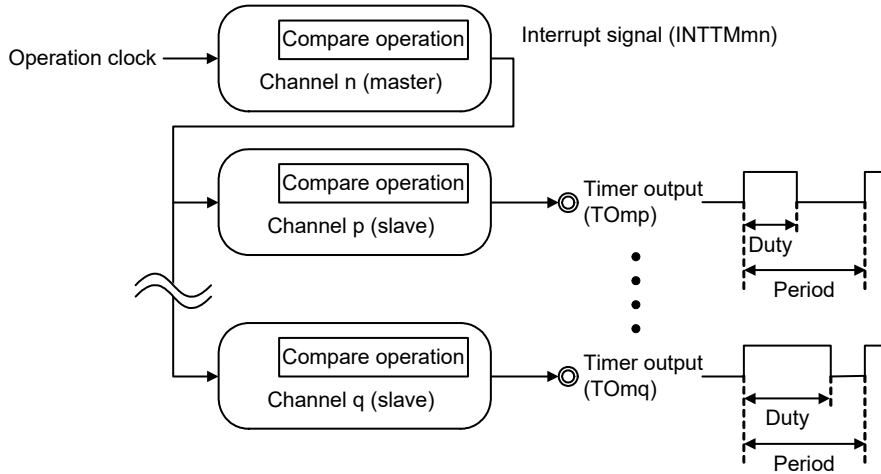 Compare operation
Operation clock
Channel n (master)
Interrupt signal (INTTMmn)
Compare operation
Channel p (slave)
Timer output
(TOmp)
Duty
Period
Compare operation
Channel q (slave)
Timer output
(TOmq)
Duty
Period